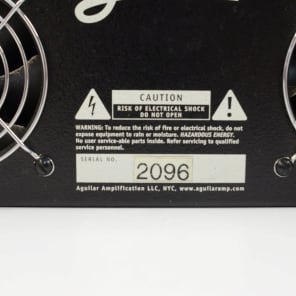 CAUTION
RISK OF ELECTRICAL SHOCK
DO NOT OPEN
WARNING: To reduce the risk of fire or electrical shock, do not
expose equipment to rain or moisture. HAZARDOUS ENERGY.
No user service-able parts inside. Refer servicing to qualified
service personnel.
SERIAL NO. 2096
Aguilar Amplification LLC, NYC, www.aguilaramp.com